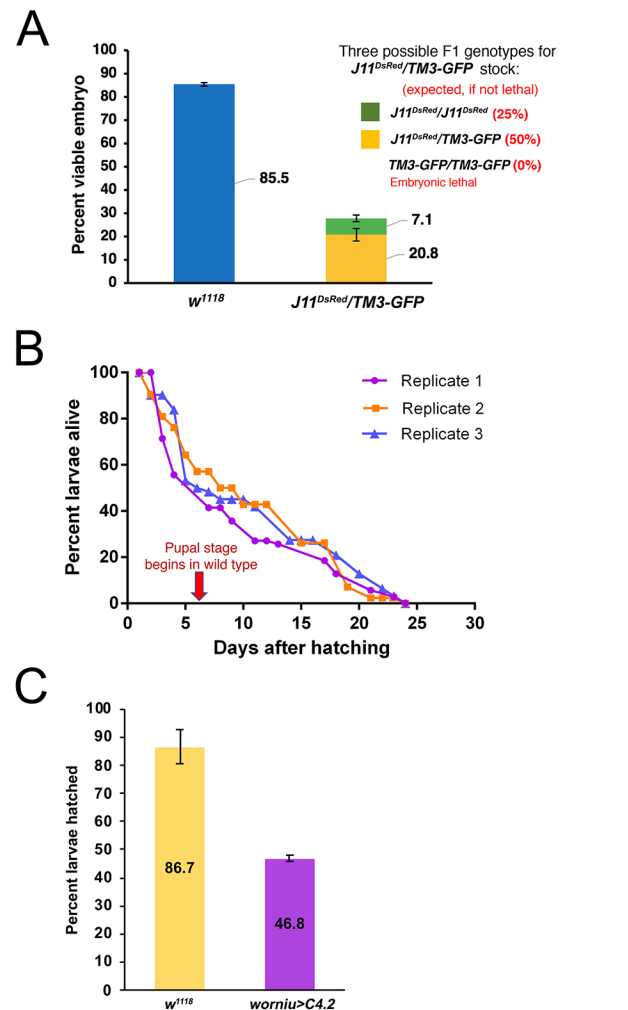 A
Three possible F1 genotypes for
J11DsRed/TM3-GFP stock:
(expected, if not lethal)
J11DsRed/J11DsRed (25%)
J11DsRed/TM3-GFP (50%)
TM3-GFP/TM3-GFP (0%)
Embryonic lethal
Percent viable embryo
100
90
80
70
60
50
40
30
20
10
0
85.5
7.1
20.8
w1118
J11DsRed/TM3-GFP
B
Percent larvae alive
100
80
60
40
20
0
Replicate 1
Replicate 2
Replicate 3
Pupal stage
begins in wild type
0
5
10
15
20
25
30
Days after hatching
C
Percent larvae hatched
100
90
80
70
60
50
40
30
20
10
0
86.7
46.8
w1118
worniu>C4.2